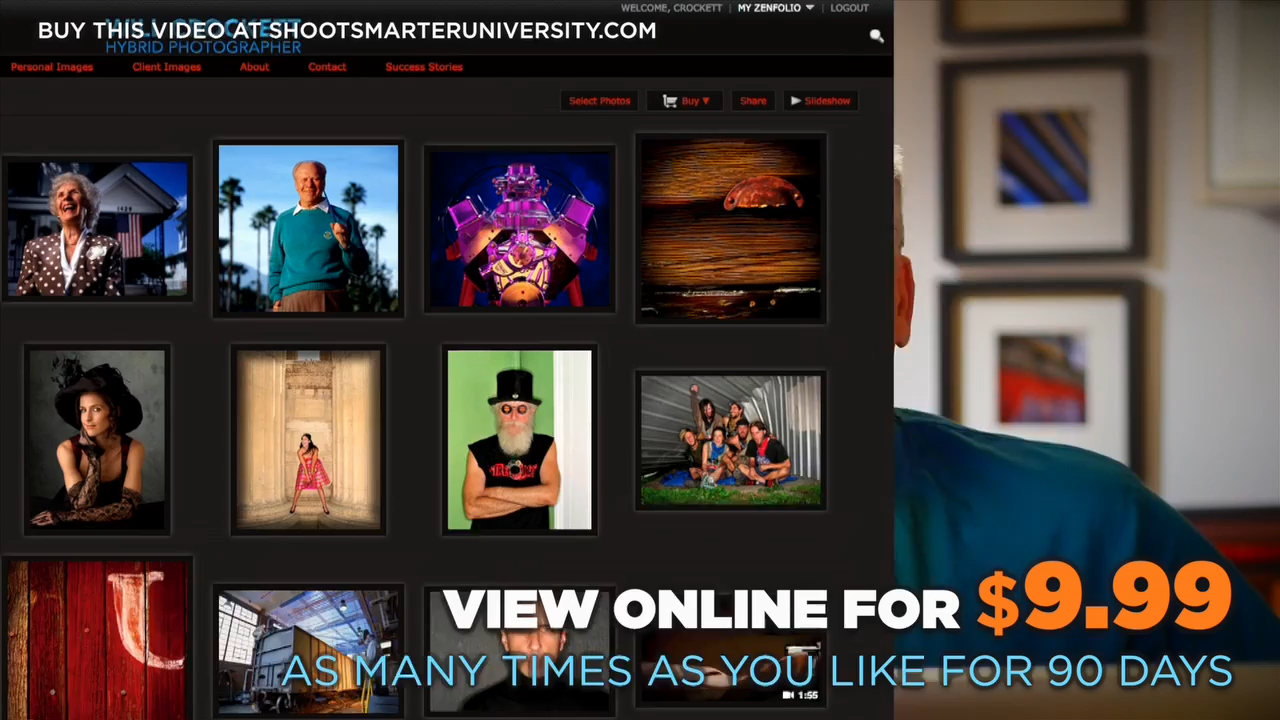 WELCOME, CROCKETT | MY ZENFOLIO | LOGOUT
BUY THIS VIDEO AT SHOOTSMARTERUNIVERSITY.COM
HYBRID PHOTOGRAPHER
Personal Images Client Images About Contact Success Stories
Select Photos Buy Share Slideshow
1429
VIEW ONLINE FOR $9.99
AS MANY TIMES AS YOU LIKE FOR 90 DAYS
1:55